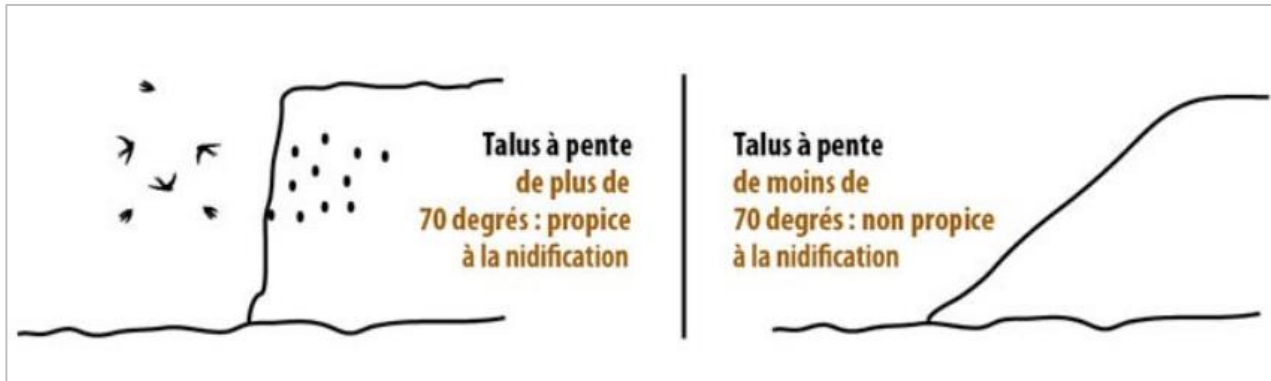 Talus à pente
de plus de
70 degrés : propice
à la nidification
Talus à pente
de moins de
70 degrés : non propice
à la nidification